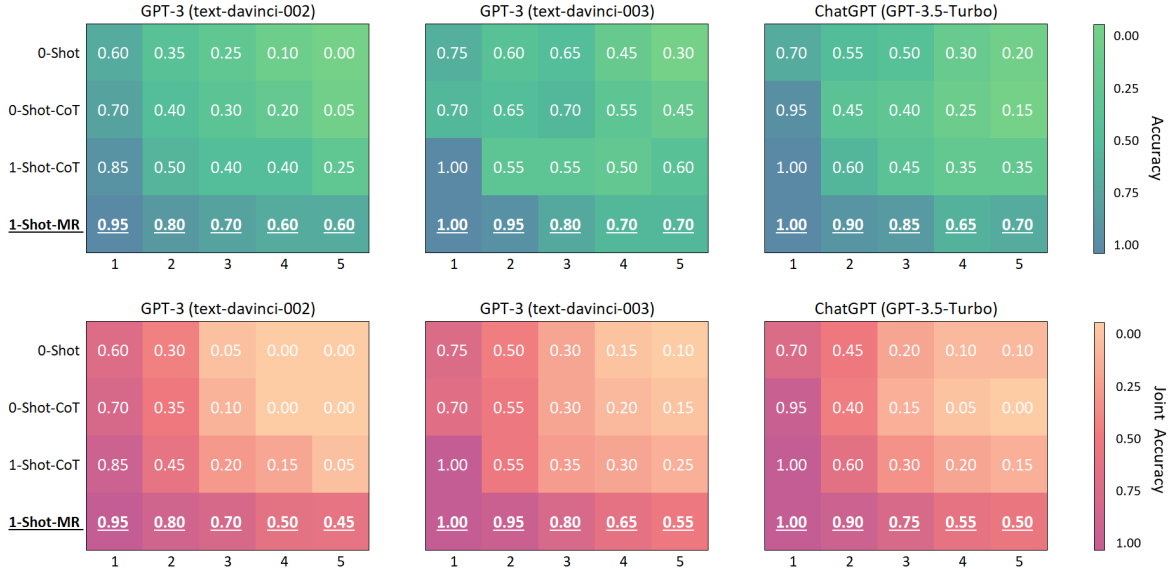 GPT-3 (text-davinci-002) GPT-3 (text-davinci-003) ChatGPT (GPT-3.5-Turbo)
0-Shot 0.60 0.35 0.25 0.10 0.00 0.75 0.60 0.65 0.45 0.30 0.70 0.55 0.50 0.30 0.20
0-Shot-CoT 0.70 0.40 0.30 0.20 0.05 0.70 0.65 0.70 0.55 0.45 0.95 0.45 0.40 0.25 0.15
1-Shot-CoT 0.85 0.50 0.40 0.40 0.25 1.00 0.55 0.55 0.50 0.60 1.00 0.60 0.45 0.35 0.35
1-Shot-MR 0.95 0.80 0.70 0.60 0.60 1.00 0.95 0.80 0.70 0.70 1.00 0.90 0.85 0.65 0.70
1 2 3 4 5 1 2 3 4 5 1 2 3 4 5
0.00
0.25
0.50
0.75
1.00
Accuracy
GPT-3 (text-davinci-002) GPT-3 (text-davinci-003) ChatGPT (GPT-3.5-Turbo)
0-Shot 0.60 0.30 0.05 0.00 0.00 0.75 0.50 0.30 0.15 0.10 0.70 0.45 0.20 0.10 0.10
0-Shot-CoT 0.70 0.35 0.10 0.00 0.00 0.70 0.55 0.30 0.20 0.15 0.95 0.40 0.15 0.05 0.00
1-Shot-CoT 0.85 0.45 0.20 0.15 0.05 1.00 0.55 0.35 0.30 0.25 1.00 0.60 0.30 0.20 0.15
1-Shot-MR 0.95 0.80 0.70 0.50 0.45 1.00 0.95 0.80 0.65 0.55 1.00 0.90 0.75 0.55 0.50
1 2 3 4 5 1 2 3 4 5 1 2 3 4 5
0.00
0.25
0.50
0.75
1.00
Joint Accuracy